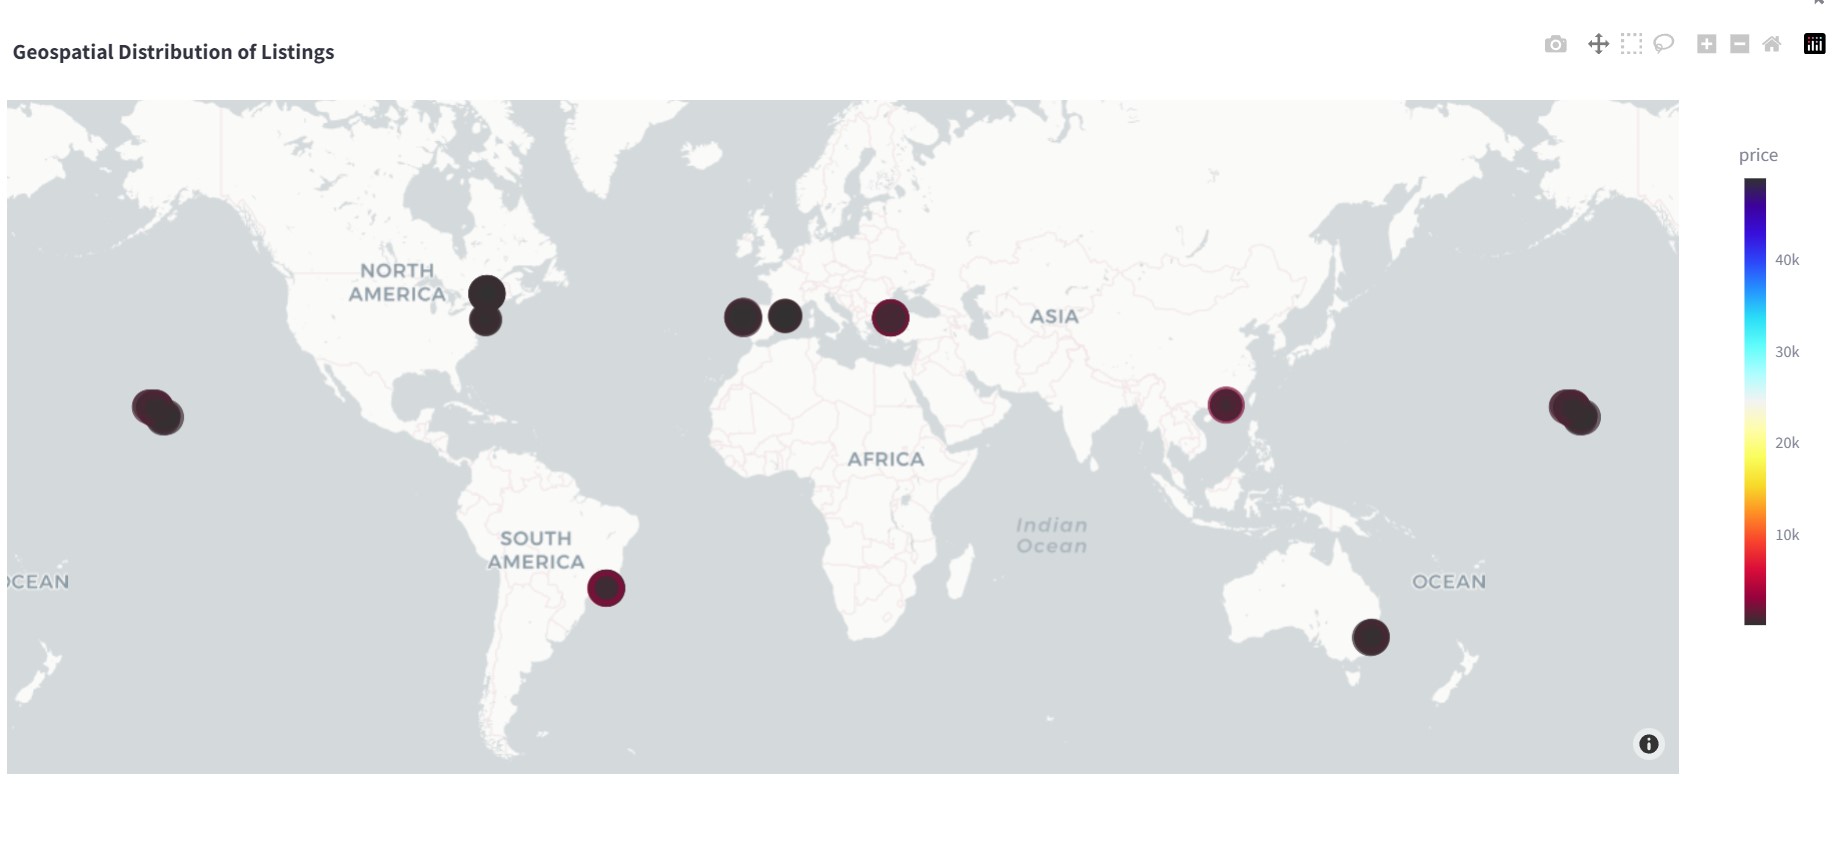 Geospatial Distribution of Listings
price
40k
30k
20k
10k
NORTH
AMERICA
ASIA
AFRICA
SOUTH
AMERICA
Indian
Ocean
OCEAN
OCEAN